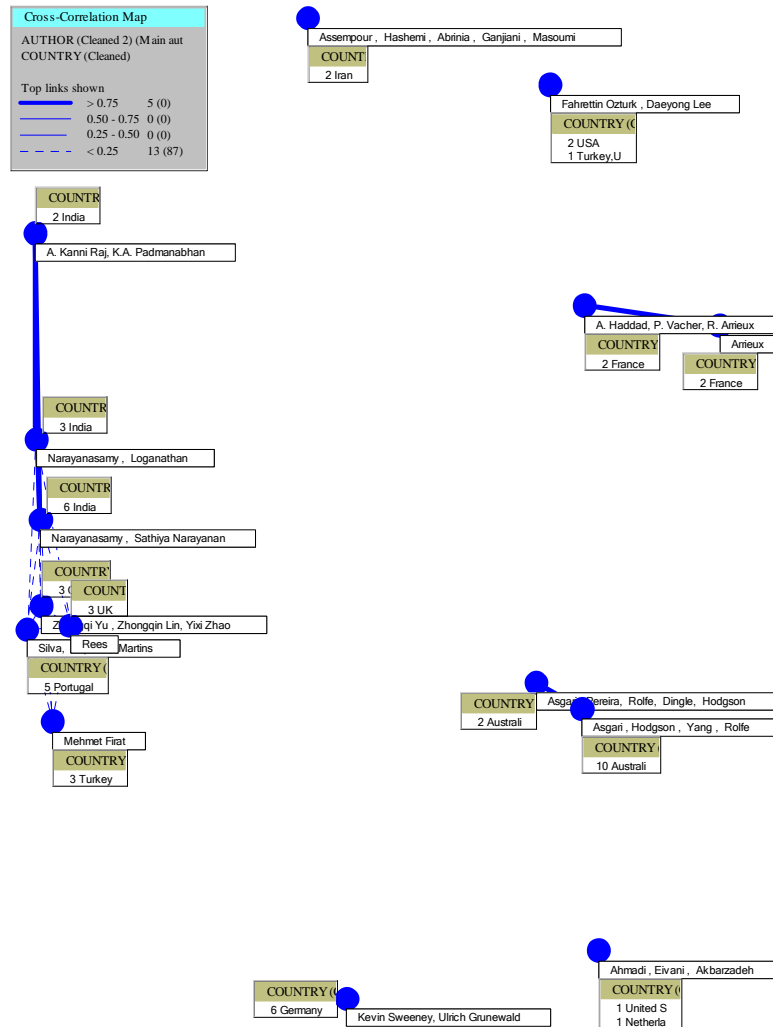 Cross-Correlation Map
AUTHOR (Cleaned 2) (Main aut
COUNTRY (Cleaned)
Top links shown
> 0.75 5 (0)
0.50 - 0.75 0 (0)
0.25 - 0.50 0 (0)
< 0.25 13 (87)
Assempour , Hashemi , Abrinia , Ganjiani , Masoumi
COUNT
2 Iran
Fahrettin Ozturk , Daeyong Lee
COUNTRY (
2 USA
1 Turkey,U
COUNTR
2 India
A. Kanni Raj, K.A. Padmanabhan
A. Haddad, P. Vacher, R. Arrieux
COUNTRY
2 France
Arrieux
COUNTRY
2 France
COUNTR
3 India
Narayanasamy , Loganathan
COUNTR
6 India
Narayanasamy , Sathiya Narayanan
COUNTR
3
COUNT
3 UK
qi Yu , Zhongqin Lin, Yixi Zhao
Rees
Silva, Martins
COUNTRY (
5 Portugal
Mehmet Firat
COUNTRY
3 Turkey
Pereira, Rolfe, Dingle, Hodgson
COUNTRY
2 Australi
Asgari , Hodgson , Yang , Rolfe
COUNTRY (
10 Australi
Ahmadi , Eivani , Akbarzadeh
COUNTRY (
1 United S
1 Netherla
COUNTRY (
6 Germany
Kevin Sweeney, Ulrich Grunewald